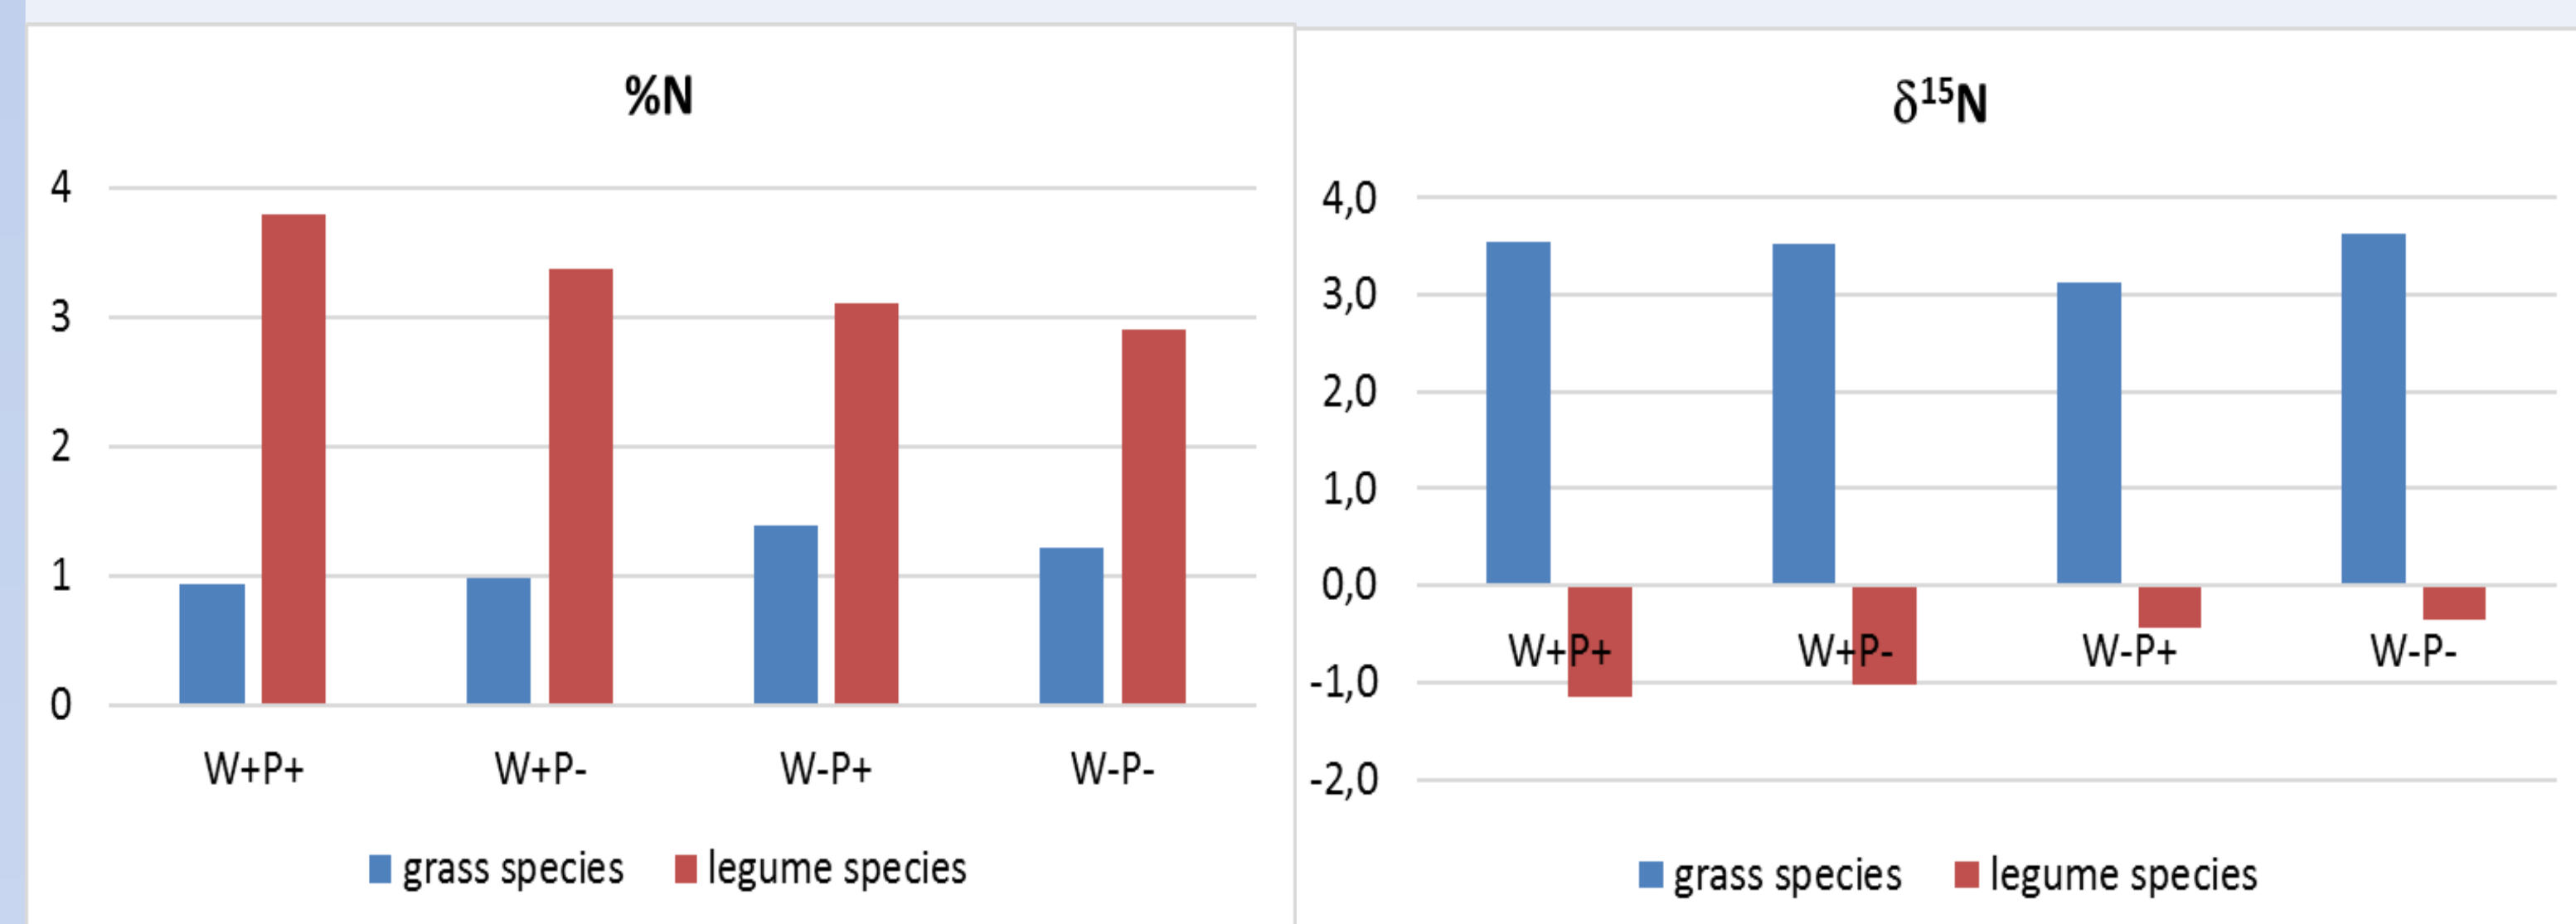 %N
4
3
2
1
0
W+P+ W+P- W-P+ W-P-
grass species legume species
δ¹⁵N
4,0
3,0
2,0
1,0
0,0
-1,0
-2,0
W+P+ W+P- W-P+ W-P-
grass species legume species